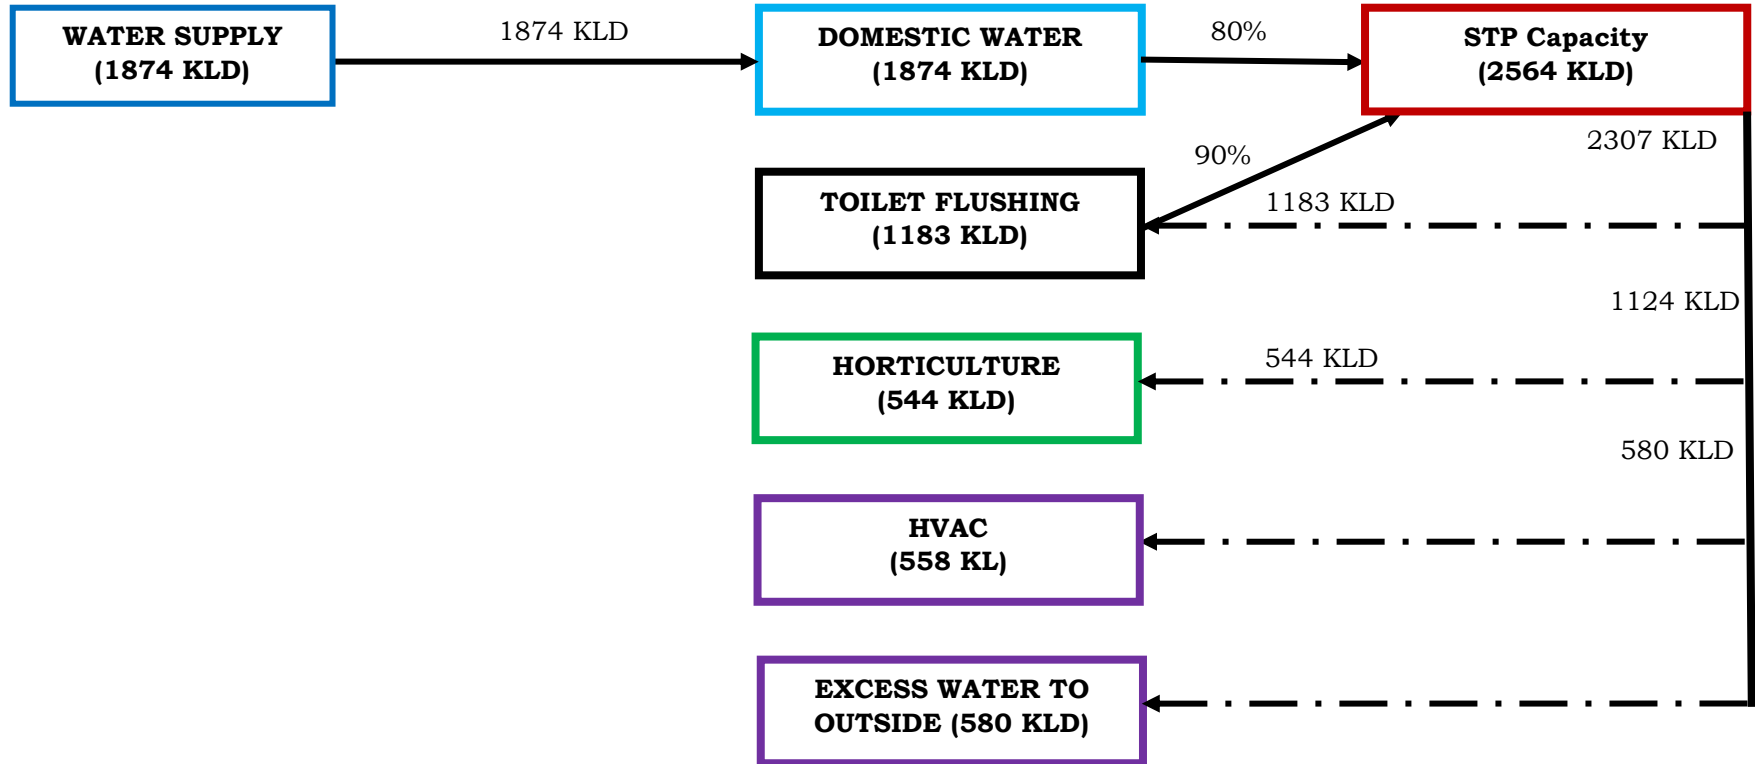 WATER SUPPLY
(1874 KLD)
1874 KLD
DOMESTIC WATER
(1874 KLD)
80%
STP Capacity
(2564 KLD)
2307 KLD
90%
TOILET FLUSHING
(1183 KLD)
1183 KLD
1124 KLD
HORTICULTURE
(544 KLD)
544 KLD
580 KLD
HVAC
(558 KL)
EXCESS WATER TO
OUTSIDE (580 KLD)